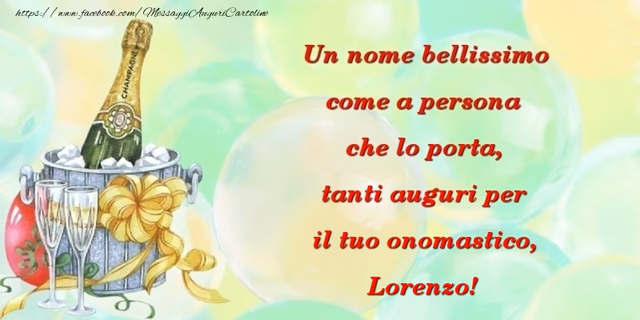 https://www.facebook.com/MessaggiAuguriCartoline
CHAMPAGNE
Un nome bellissimo
come a persona
che lo porta,
tanti auguri per
il tuo onomastico,
Lorenzo!